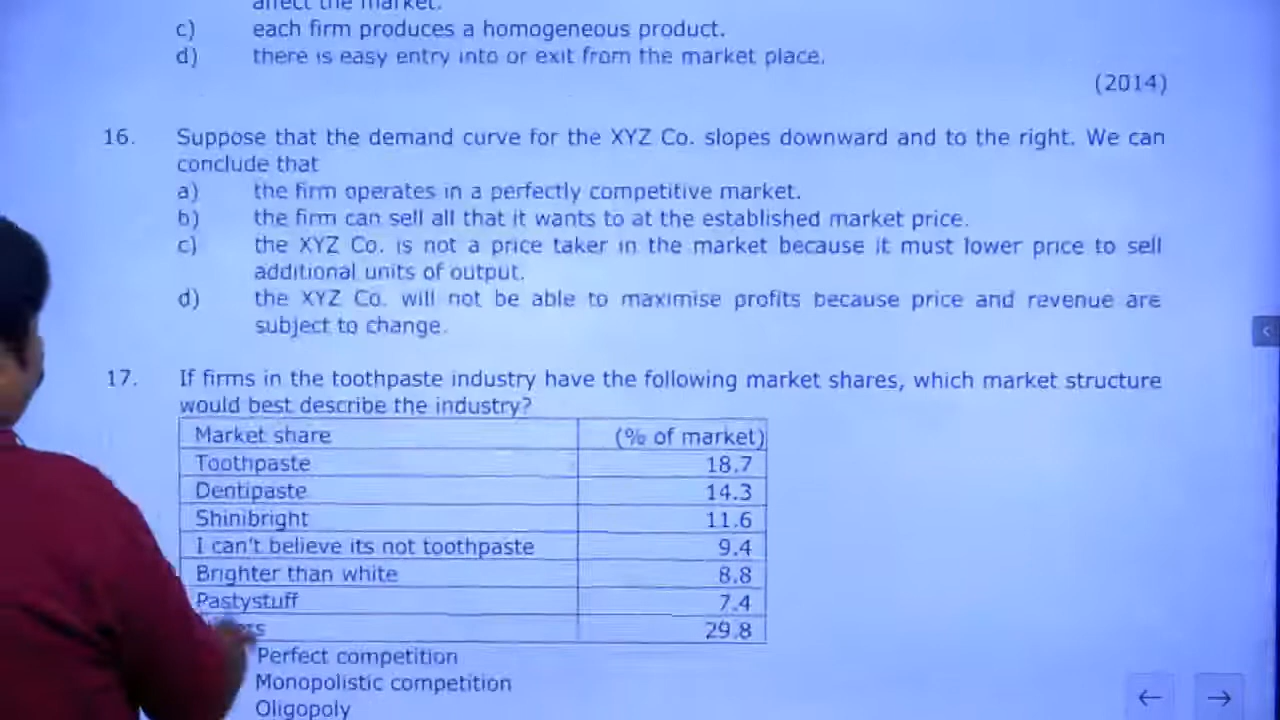 affect the market.
c) each firm produces a homogeneous product.
d) there is easy entry into or exit from the market place.
(2014)
16. Suppose that the demand curve for the XYZ Co. slopes downward and to the right. We can
conclude that
a) the firm operates in a perfectly competitive market.
b) the firm can sell all that it wants to at the established market price.
c) the XYZ Co. is not a price taker in the market because it must lower price to sell
additional units of output.
d) the XYZ Co. will not be able to maximise profits because price and revenue are
subject to change.
17. If firms in the toothpaste industry have the following market shares, which market structure
would best describe the industry?
Market share (% of market)
Toothpaste 18.7
Dentipaste 14.3
Shinibright 11.6
I can't believe its not toothpaste 9.4
Brighter than white 8.8
Pastystuff 7.4
29.8
Perfect competition
Monopolistic competition
Oligopoly